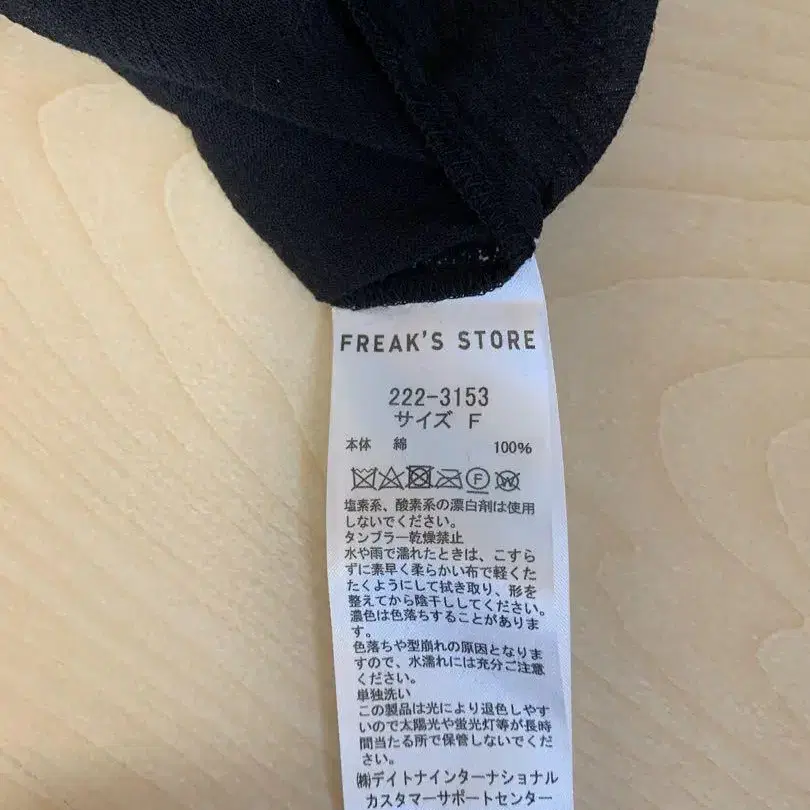 FREAK'S STORE
222-3153
サイズ F
本体 綿 100%
F W
塩素系、酸素系の漂白剤は使用
しないでください。
タンブラー乾燥禁止
水や雨で濡れたときは、こすら
ずに素早く柔らかい布で軽くた
たくようにして拭き取り、形を
整えてから陰干ししてください。
濃色は色落ちすることがありま
す。
色落ちや型崩れの原因となりま
すので、水濡れには充分ご注意
ください。
単独洗い
この製品は光により退色しやす
いので太陽光や蛍光灯等が長時
間当たる所で保管しないでくだ
さい。
㈱デイトナインターナショナル
カスタマーサポートセンター